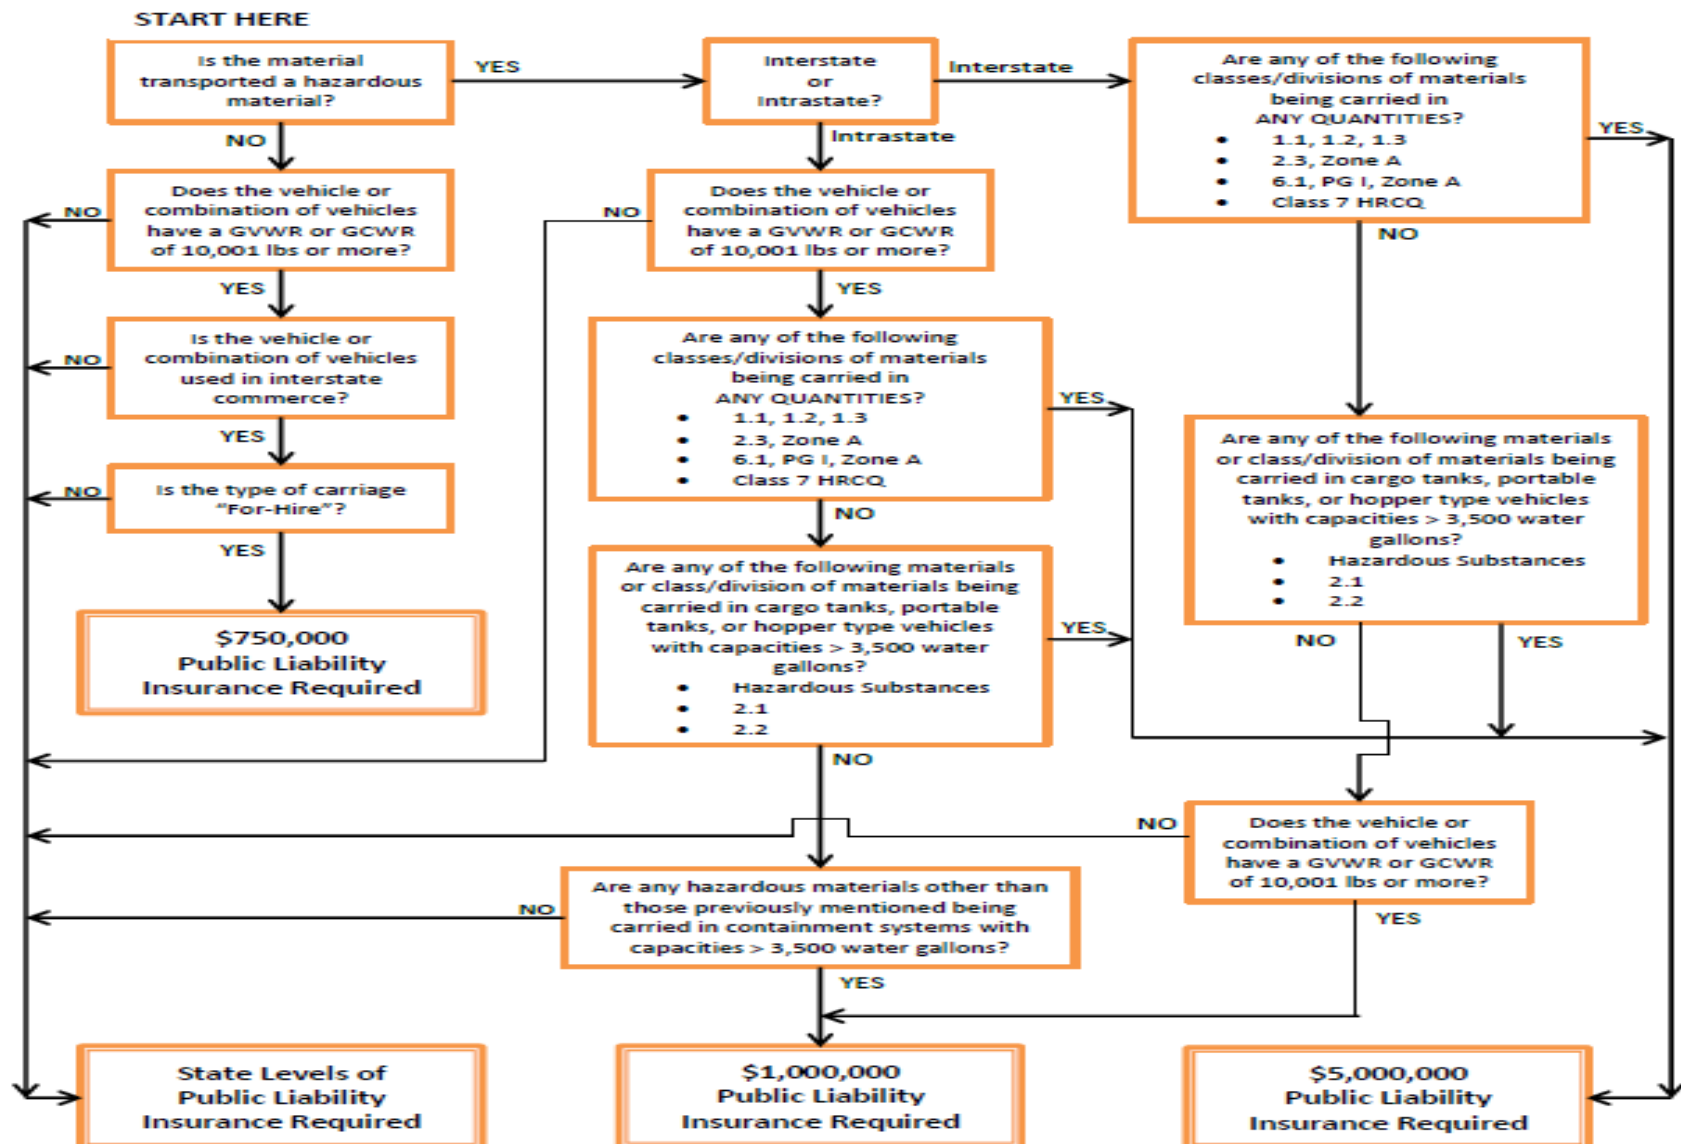 START HERE
Is the material
transported a hazardous
material?
YES
Interstate
or
Intrastate?
Interstate
Are any of the following
classes/divisions of materials
being carried in
ANY QUANTITIES?
• 1.1, 1.2, 1.3
• 2.3, Zone A
• 6.1, PG I, Zone A
• Class 7 HRCQ
YES
NO
NO
Intrastate
Does the vehicle or
combination of vehicles
have a GVWR or GCWR
of 10,001 lbs or more?
NO
YES
Does the vehicle or
combination of vehicles
have a GVWR or GCWR
of 10,001 lbs or more?
NO
YES
Is the vehicle or
combination of vehicles
used in interstate
commerce?
NO
YES
Are any of the following
classes/divisions of materials
being carried in
ANY QUANTITIES?
• 1.1, 1.2, 1.3
• 2.3, Zone A
• 6.1, PG I, Zone A
• Class 7 HRCQ
YES
NO
Are any of the following materials
or class/division of materials being
carried in cargo tanks, portable
tanks, or hopper type vehicles
with capacities > 3,500 water
gallons?
• Hazardous Substances
• 2.1
• 2.2
NO
YES
Is the type of carriage
“For-Hire”?
NO
YES
Are any of the following materials
or class/division of materials being
carried in cargo tanks, portable
tanks, or hopper type vehicles
with capacities > 3,500 water
gallons?
• Hazardous Substances
• 2.1
• 2.2
YES
NO
$750,000
Public Liability
Insurance Required
Does the vehicle or
combination of vehicles
have a GVWR or GCWR
of 10,001 lbs or more?
NO
YES
Are any hazardous materials other than
those previously mentioned being
carried in containment systems with
capacities > 3,500 water gallons?
NO
YES
State Levels of
Public Liability
Insurance Required
$1,000,000
Public Liability
Insurance Required
$5,000,000
Public Liability
Insurance Required